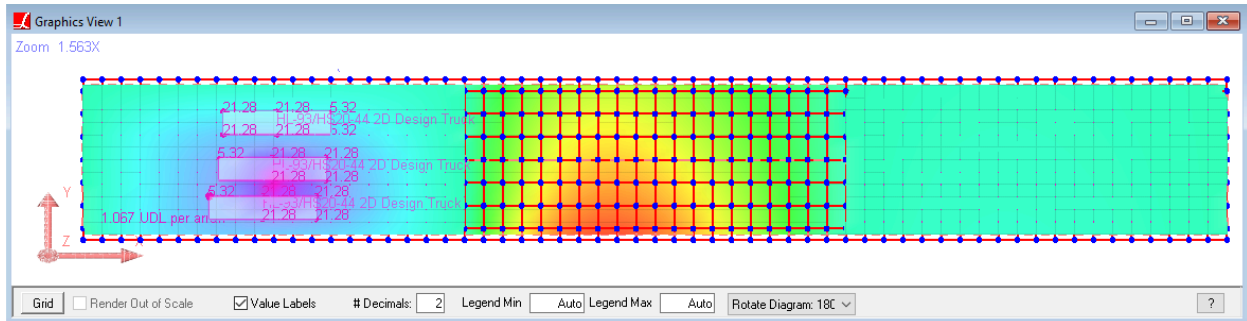 Graphics View 1
Zoom 1.563X
21.28 21.28 5.32
HL-93/HS20-44 2D Design Truck
21.28 21.28 5.32
5.32 21.28 21.28
HL-93/HS20-44 2D Design Truck
21.28 21.28
5.32 21.28 21.28
HL-93/HS20-44 2D Design Truck
1.067 UDL per area
21.28 21.28
Y
Z X
Grid Render Out of Scale Value Labels # Decimals: 2 Legend Min Auto Legend Max Auto Rotate Diagram: 180 ?